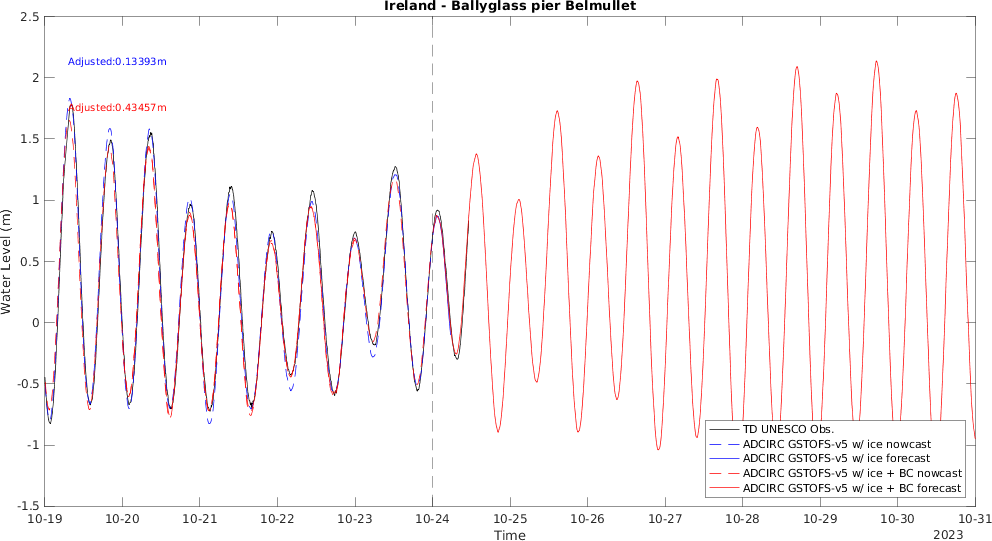 Ireland - Ballyglass pier Belmullet
2.5
2
1.5
1
0.5
0
-0.5
-1
-1.5
Water Level (m)
Adjusted:0.13393m
Adjusted:0.43457m
TD UNESCO Obs.
ADCIRC GSTOFS-v5 w/ ice nowcast
ADCIRC GSTOFS-v5 w/ ice forecast
ADCIRC GSTOFS-v5 w/ ice + BC nowcast
ADCIRC GSTOFS-v5 w/ ice + BC forecast
10-19 10-20 10-21 10-22 10-23 10-24 10-25 10-26 10-27 10-28 10-29 10-30 10-31
Time
2023